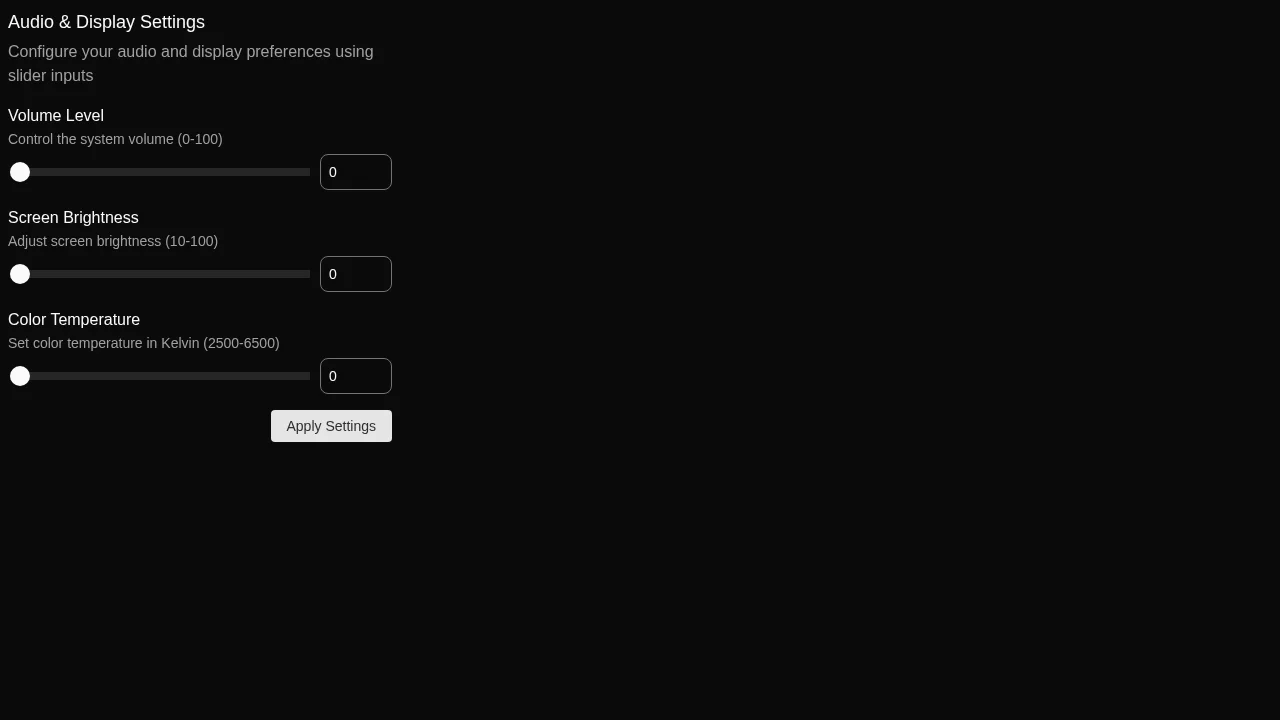 Audio & Display Settings
Configure your audio and display preferences using
slider inputs
Volume Level
Control the system volume (0-100)
0
Screen Brightness
Adjust screen brightness (10-100)
0
Color Temperature
Set color temperature in Kelvin (2500-6500)
0
Apply Settings